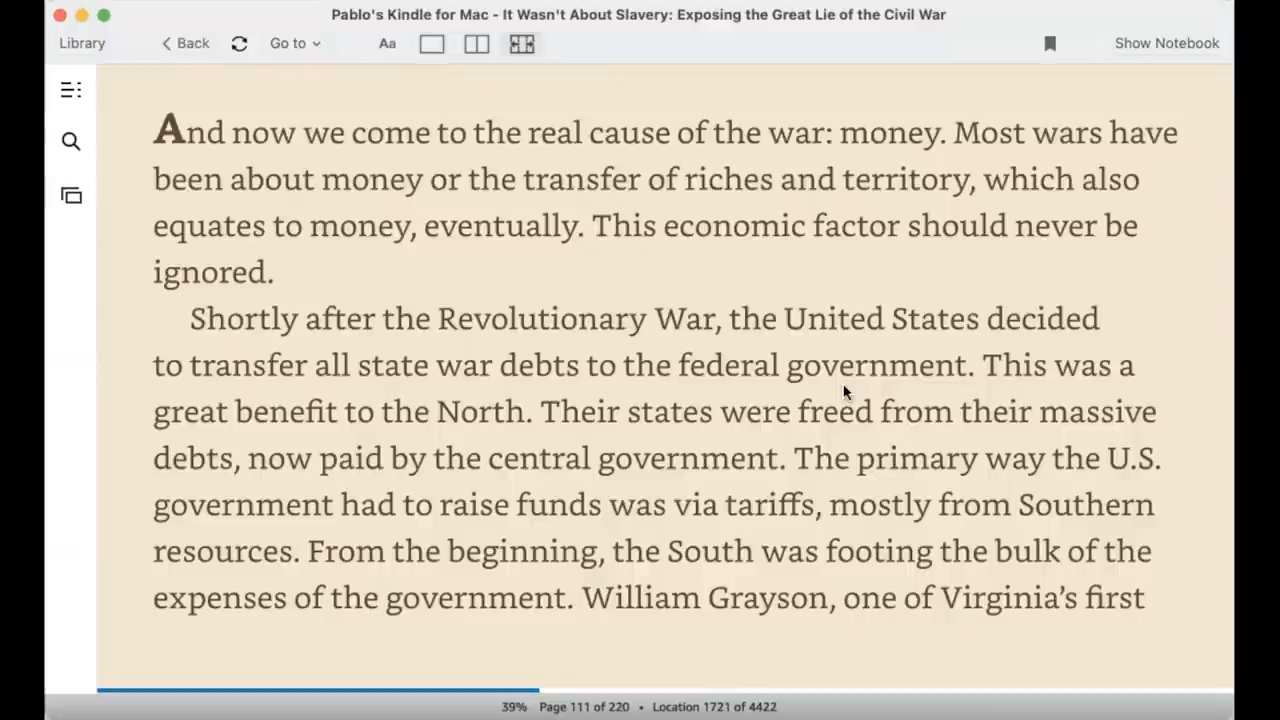 Pablo's Kindle for Mac - It Wasn't About Slavery: Exposing the Great Lie of the Civil War
Library
Back
Go to
Aa
Show Notebook
And now we come to the real cause of the war: money. Most wars have
been about money or the transfer of riches and territory, which also
equates to money, eventually. This economic factor should never be
ignored.
Shortly after the Revolutionary War, the United States decided
to transfer all state war debts to the federal government. This was a
great benefit to the North. Their states were freed from their massive
debts, now paid by the central government. The primary way the U.S.
government had to raise funds was via tariffs, mostly from Southern
resources. From the beginning, the South was footing the bulk of the
expenses of the government. William Grayson, one of Virginia’s first
39% Page 111 of 220 • Location 1721 of 4422